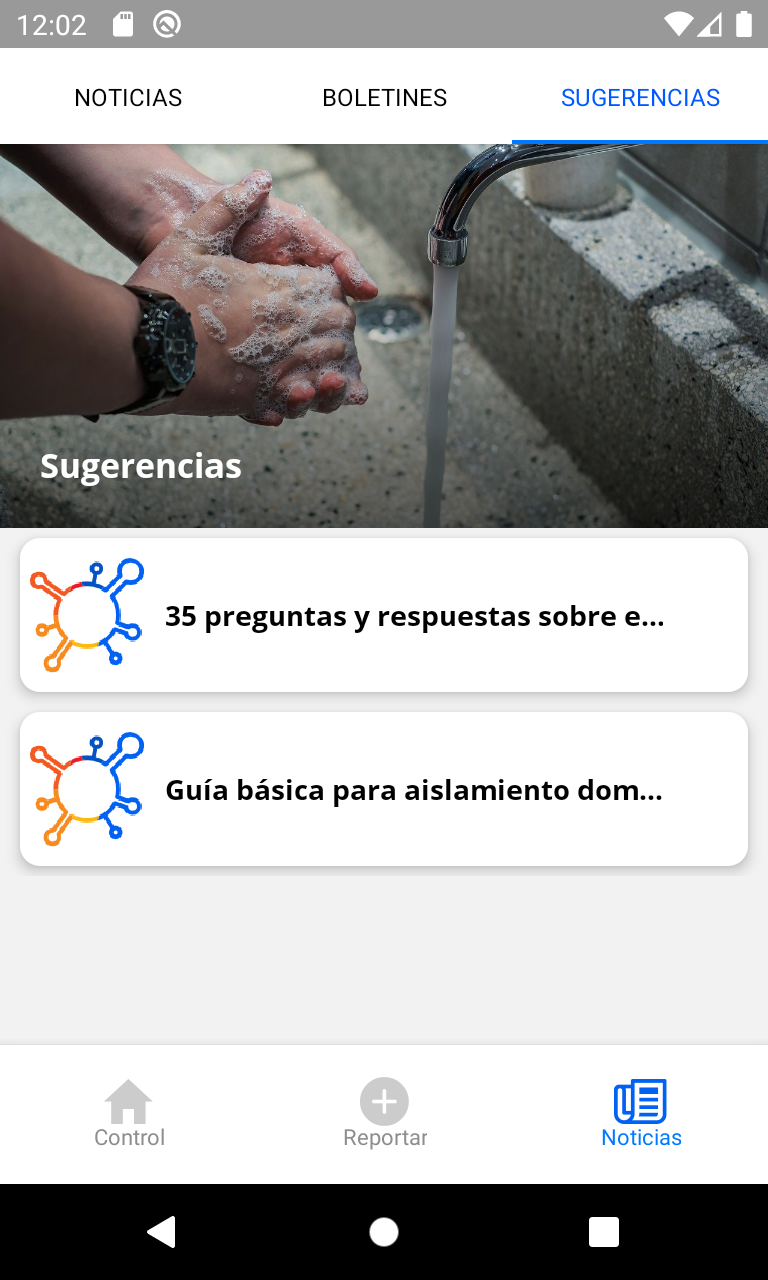 12:02
NOTICIAS
BOLETINES
SUGERENCIAS
Sugerencias
35 preguntas y respuestas sobre e...
Guía básica para aislamiento dom...
Control
Reportar
Noticias